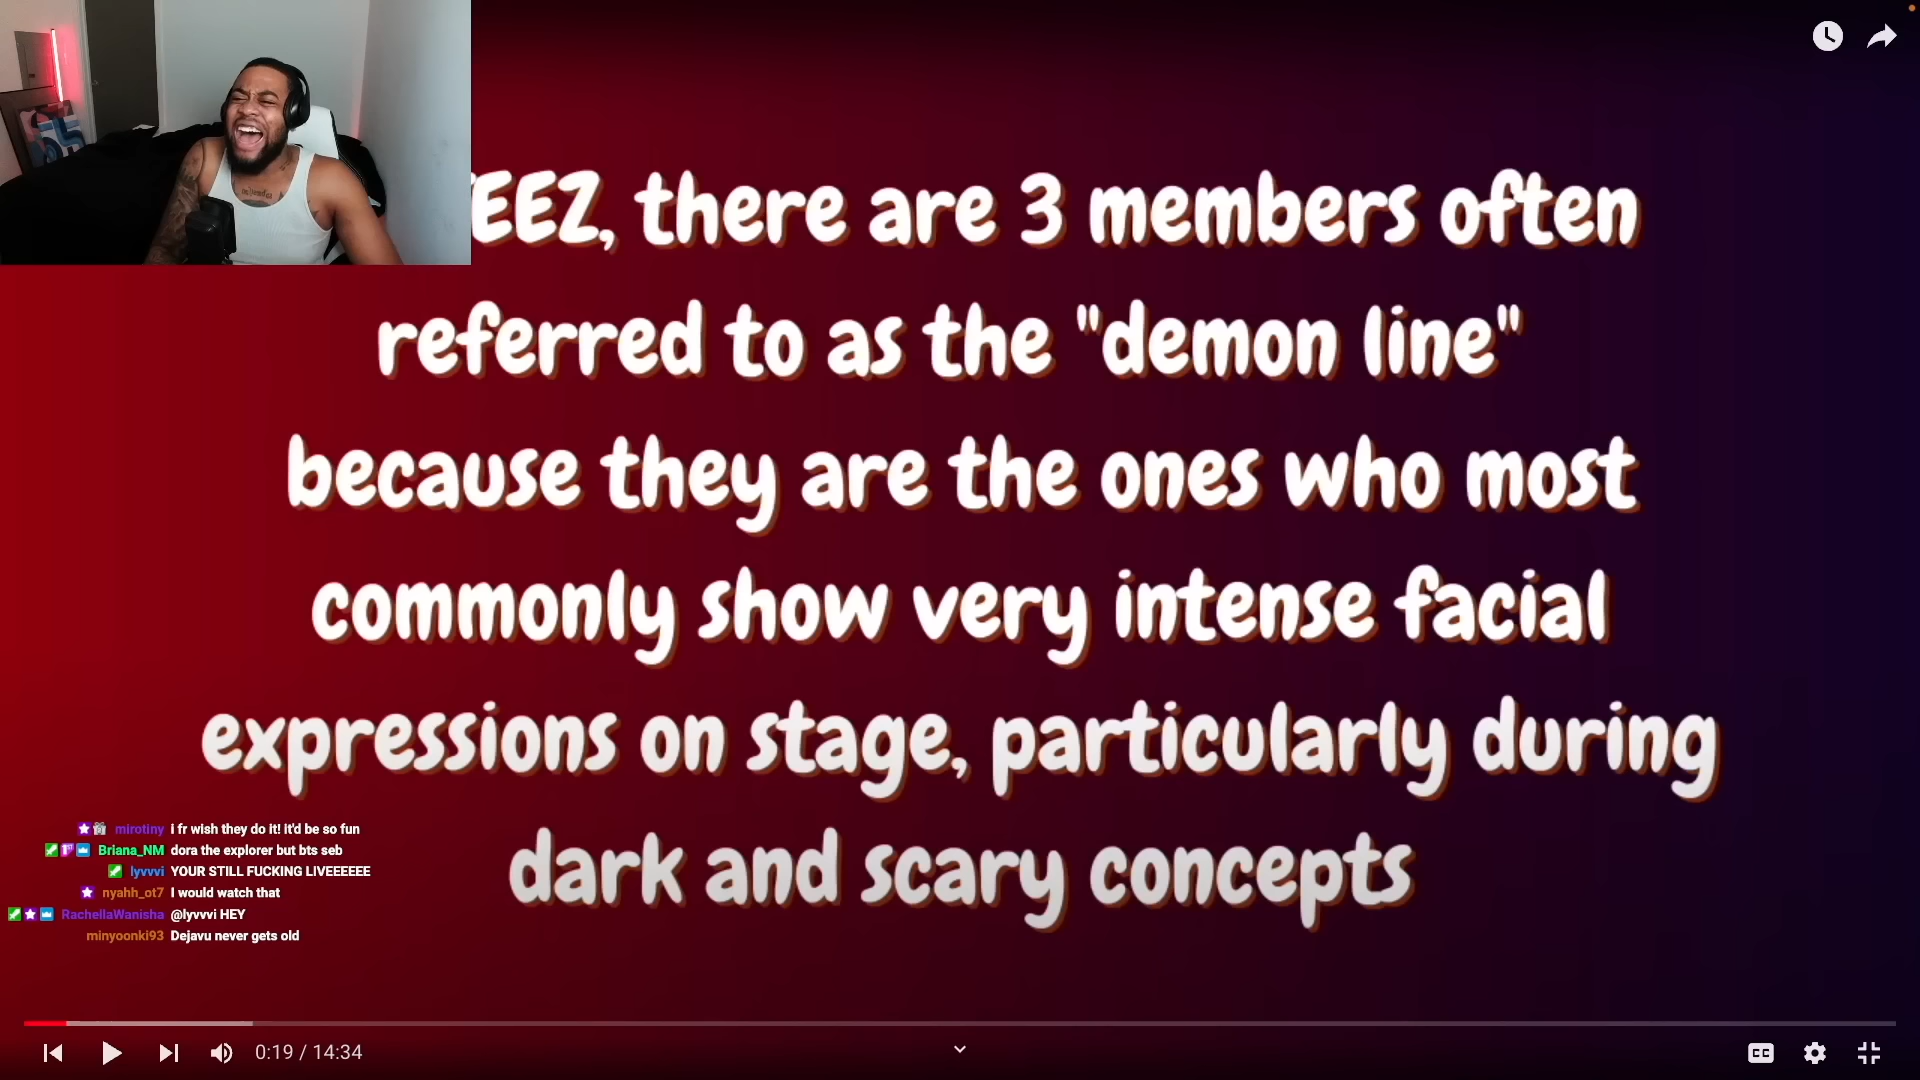 EEZ, there are 3 members often
referred to as the "demon line"
because they are the ones who most
commonly show very intense facial
expressions on stage, particularly during
dark and scary concepts
mirotiny i fr wish they do it! it'd be so fun
Briana_NM dora the explorer but bts seb
lyvvvi YOUR STILL FUCKING LIVEEEEEE
nyahh_ot7 I would watch that
RachellaWanisha @lyvvvi HEY
minyoonki93 Dejavu never gets old
0:19 / 14:34
CC